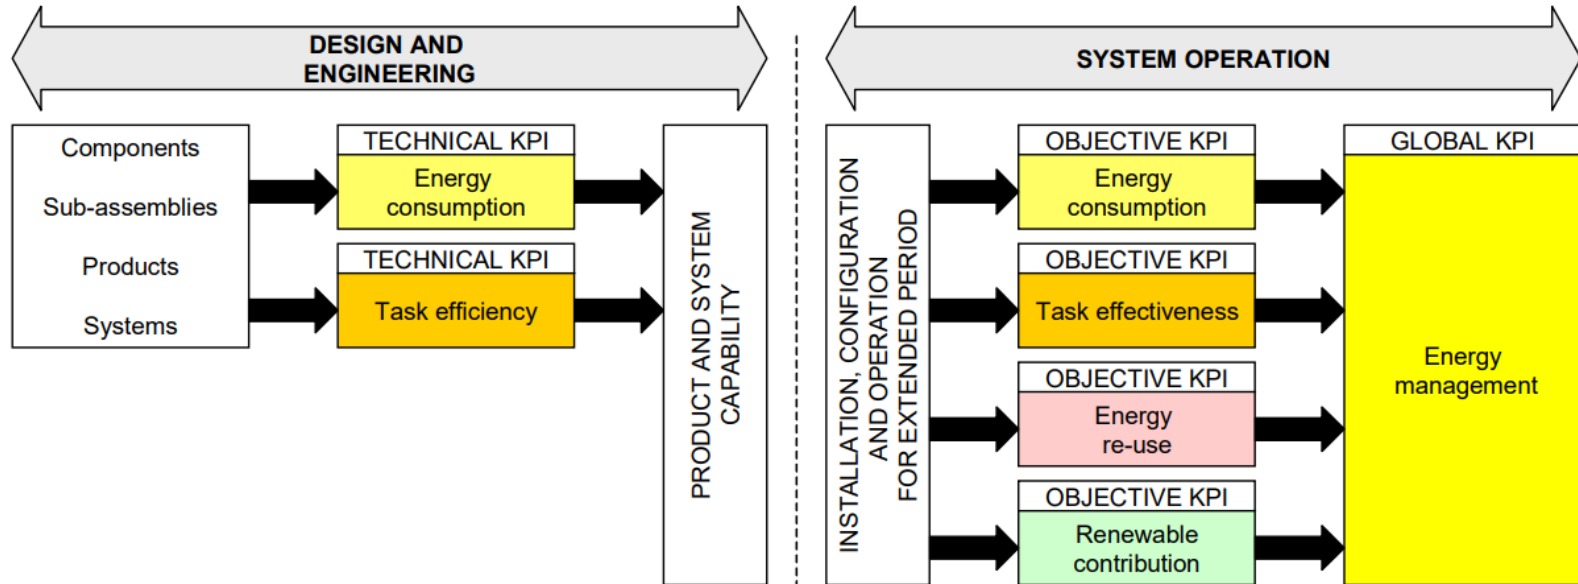 DESIGN AND
ENGINEERING
SYSTEM OPERATION
Components
Sub-assemblies
Products
Systems
TECHNICAL KPI
Energy
consumption
TECHNICAL KPI
Task efficiency
PRODUCT AND SYSTEM
CAPABILITY
INSTALLATION, CONFIGURATION
AND OPERATION
FOR EXTENDED PERIOD
OBJECTIVE KPI
Energy
consumption
OBJECTIVE KPI
Task effectiveness
OBJECTIVE KPI
Energy
re-use
OBJECTIVE KPI
Renewable
contribution
GLOBAL KPI
Energy
management